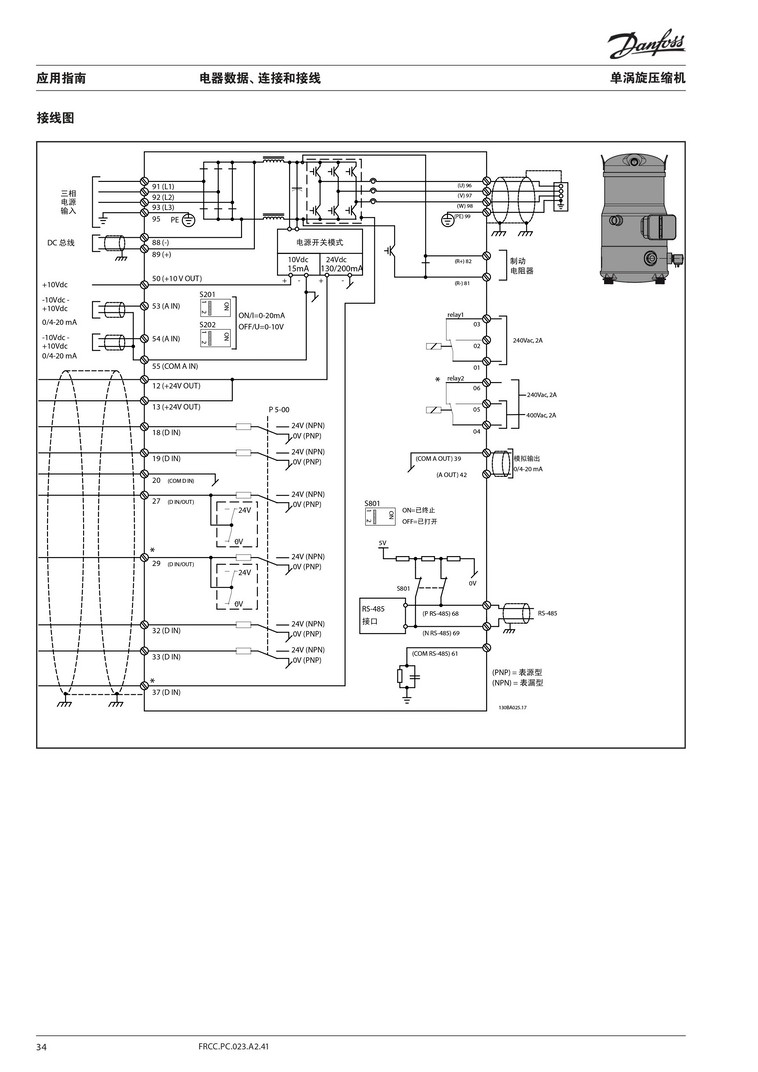 Danfoss
应用指南 电器数据、连接和接线 单涡旋压缩机
接线图
三相
电源
输入
91 (L1)
92 (L2)
93 (L3)
95 PE
DC 总线
88 (-)
89 (+)
+10Vdc
50 (+10 V OUT)
-10Vdc -
+10Vdc
0/4-20 mA
53 (A IN)
-10Vdc -
+10Vdc
0/4-20 mA
54 (A IN)
55 (COM A IN)
12 (+24V OUT)
13 (+24V OUT)
18 (D IN)
19 (D IN)
20 (COM D IN)
27 (D IN/OUT)
*
29 (D IN/OUT)
32 (D IN)
33 (D IN)
*
37 (D IN)
电源开关模式
10Vdc
15mA
24Vdc
130/200mA
+ - + -
S201
ON
1 2
S202
ON
1 2
ON/I=0-20mA
OFF/U=0-10V
P 5-00
24V (NPN)
0V (PNP)
24V (NPN)
0V (PNP)
24V (NPN)
0V (PNP)
24V
0V
24V (NPN)
0V (PNP)
24V
0V
24V (NPN)
0V (PNP)
24V (NPN)
0V (PNP)
(U) 96
(V) 97
(W) 98
(PE) 99
(R+) 82
(R-) 81
制动
电阻器
relay1
03
02
01
240Vac, 2A
* relay2
06
05
04
240Vac, 2A
400Vac, 2A
(COM A OUT) 39
(A OUT) 42
模拟输出
0/4-20 mA
S801
ON
1 2
ON=已终止
OFF=已打开
5V
S801
0V
RS-485
接口
(P RS-485) 68
(N RS-485) 69
(COM RS-485) 61
RS-485
(PNP) = 表源型
(NPN) = 表漏型
130BA025.17
34 FRCC.PC.023.A2.41